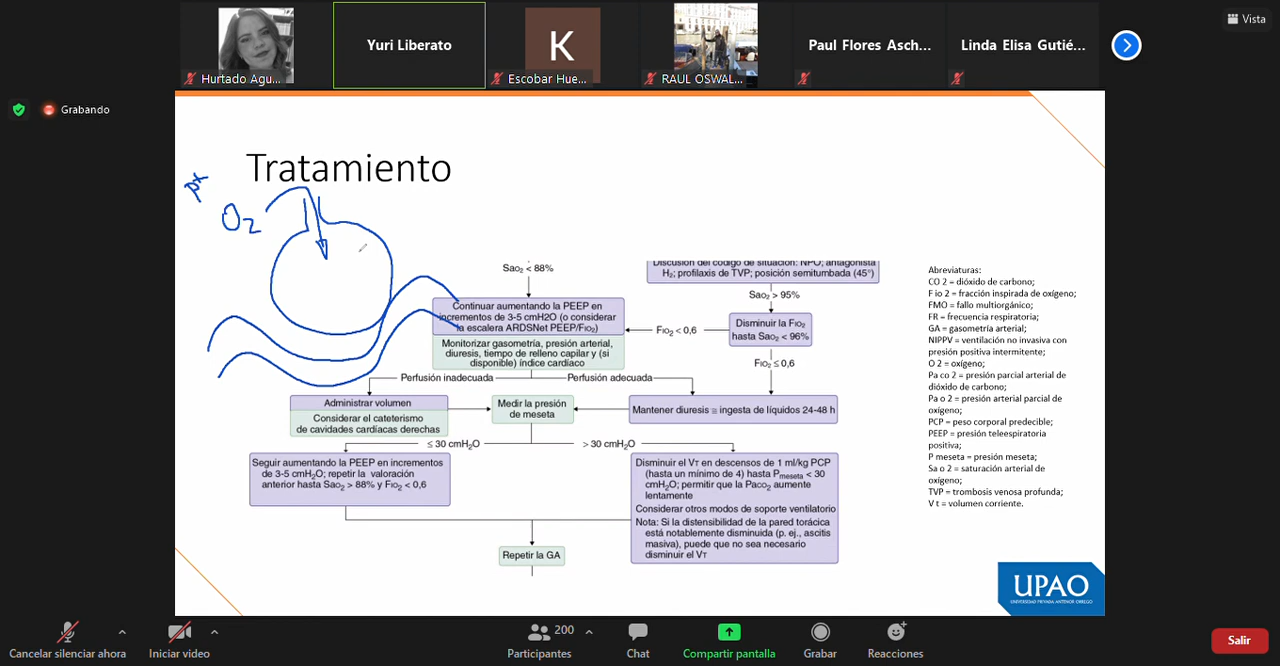 Vista
Yuri Liberato
K
Paul Flores Asch...
Linda Elisa Gutié...
Hurtado Agu...
Escobar Hue...
RAUL OSWAL...
Grabando
Tratamiento
px
O2
Discusión del código de situación: NPO; antagonista
H2; profilaxis de TVP; posición semitumbada (45°)
SaO2 < 88%
SaO2 > 95%
Continuar aumentando la PEEP en
incrementos de 3-5 cmH2O (o considerar
la escalera ARDSNet PEEP/FIO2)
FIO2 < 0,6
Disminuir la FIO2
hasta SaO2 < 96%
Monitorizar gasometría, presión arterial,
diuresis, tiempo de relleno capilar y (si
disponible) índice cardíaco
FIO2 ≤ 0,6
Perfusión inadecuada
Perfusión adecuada
Administrar volumen
Considerar el cateterismo
de cavidades cardíacas derechas
Medir la presión
de meseta
Mantener diuresis ≅ ingesta de líquidos 24-48 h
≤ 30 cmH2O
> 30 cmH2O
Seguir aumentando la PEEP en incrementos
de 3-5 cmH2O; repetir la valoración
anterior hasta SaO2 > 88% y FIO2 < 0,6
Disminuir el VT en descensos de 1 ml/kg PCP
(hasta un mínimo de 4) hasta Pmeseta < 30
cmH2O; permitir que la PaCO2 aumente
lentamente
Considerar otros modos de soporte ventilatorio
Nota: Si la distensibilidad de la pared torácica
está notablemente disminuida (p. ej., ascitis
masiva), puede que no sea necesario
disminuir el VT
Repetir la GA
Abreviaturas:
CO 2 = dióxido de carbono;
F io 2 = fracción inspirada de oxígeno;
FMO = fallo multiorgánico;
FR = frecuencia respiratoria;
GA = gasometría arterial;
NIPPV = ventilación no invasiva con
presión positiva intermitente;
O 2 = oxígeno;
Pa co 2 = presión parcial arterial de
dióxido de carbono;
Pa o 2 = presión arterial parcial de
oxígeno;
PCP = peso corporal predecible;
PEEP = presión teleespiratoria
positiva;
P meseta = presión meseta;
Sa o 2 = saturación arterial de
oxígeno;
TVP = trombosis venosa profunda;
V t = volumen corriente.
UPAO
UNIVERSIDAD PRIVADA ANTENOR ORREGO
Cancelar silenciar ahora
Iniciar video
200
Participantes
Chat
Compartir pantalla
Grabar
Reacciones
Salir